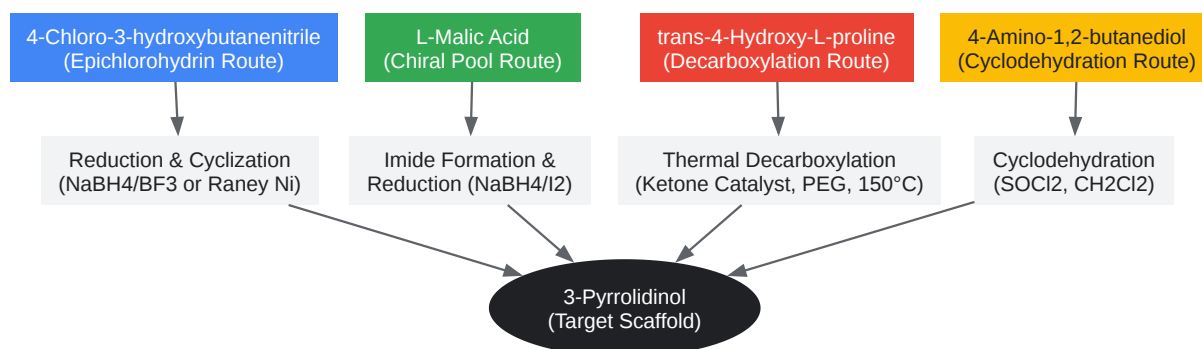 4-Chloro-3-hydroxybutanenitrile
(Epichlorohydrin Route)
L-Malic Acid
(Chiral Pool Route)
trans-4-Hydroxy-L-proline
(Decarboxylation Route)
4-Amino-1,2-butanediol
(Cyclodehydration Route)
Reduction & Cyclization
(NaBH4/BF3 or Raney Ni)
Imide Formation &
Reduction (NaBH4/I2)
Thermal Decarboxylation
(Ketone Catalyst, PEG, 150°C)
Cyclodehydration
(SOCl2, CH2Cl2)
3-Pyrrolidinol
(Target Scaffold)